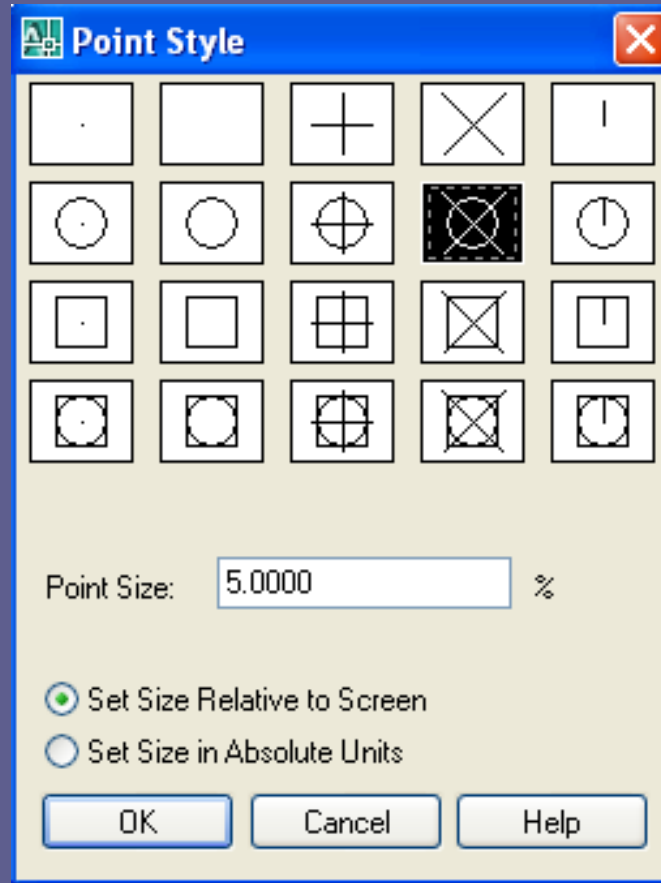 Point Style
Point Size: 5.0000 %
Set Size Relative to Screen
Set Size in Absolute Units
OK Cancel Help